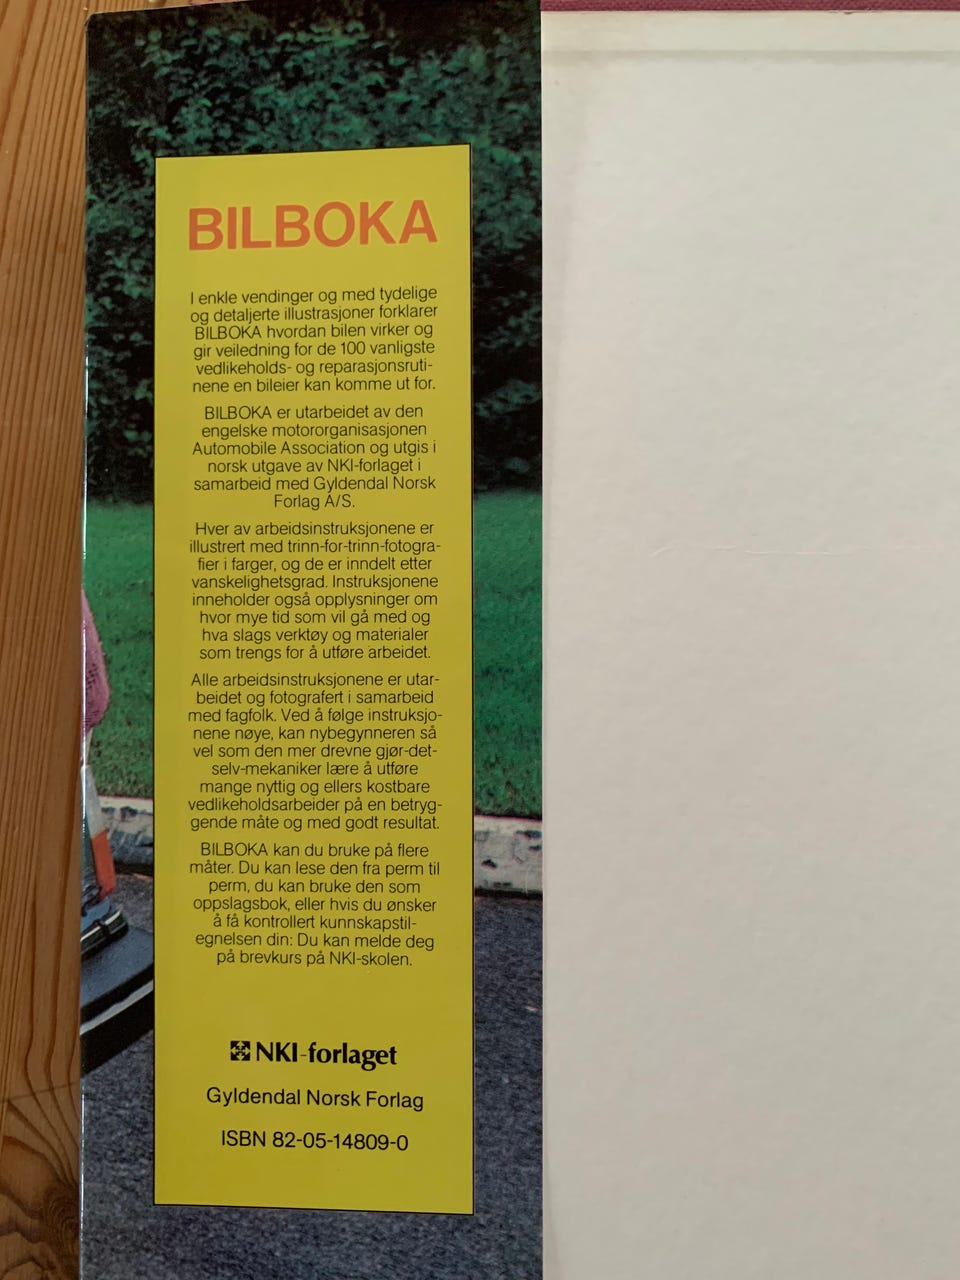 BILBOKA
I enkle vendinger og med tydelige
og detaljerte illustrasjoner forklarer
BILBOKA hvordan bilen virker og
gir veiledning for de 100 vanligste
vedlikeholds- og reparasjonsruti-
nene en bileier kan komme ut for.
BILBOKA er utarbeidet av den
engelske motororganisasjonen
Automobile Association og utgis i
norsk utgave av NKI-forlaget i
samarbeid med Gyldendal Norsk
Forlag A/S.
Hver av arbeidsinstruksjonene er
illustrert med trinn-for-trinn-fotogra-
fier i farger, og de er inndelt etter
vanskelighetsgrad. Instruksjonene
inneholder også opplysninger om
hvor mye tid som vil gå med og
hva slags verktøy og materialer
som trengs for å utføre arbeidet.
Alle arbeidsinstruksjonene er utar-
beidet og fotografert i samarbeid
med fagfolk. Ved å følge instruksjo-
nene nøye, kan nybegynneren så
vel som den mer drevne gjør-det-
selv-mekaniker lære å utføre
mange nyttig og ellers kostbare
vedlikeholdsarbeider på en betryg-
gende måte og med godt resultat.
BILBOKA kan du bruke på flere
måter. Du kan lese den fra perm til
perm, du kan bruke den som
oppslagsbok, eller hvis du ønsker
å få kontrollert kunnskapstil-
egnelsen din: Du kan melde deg
på brevkurs på NKI-skolen.
NKI-forlaget
Gyldendal Norsk Forlag
ISBN 82-05-14809-0